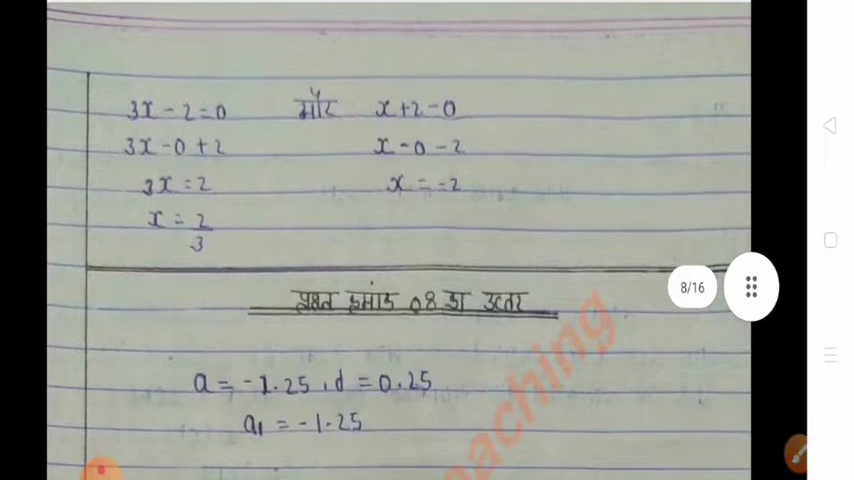 3x - 2 = 0 और x + 2 - 0
3x - 0 + 2 x - 0 - 2
3x = 2 x = - 2
x = 2/3
प्रश्न क्रमांक 08 का उत्तर
8/16
a = -1.25, d = 0.25
a1 = -1.25
oaching